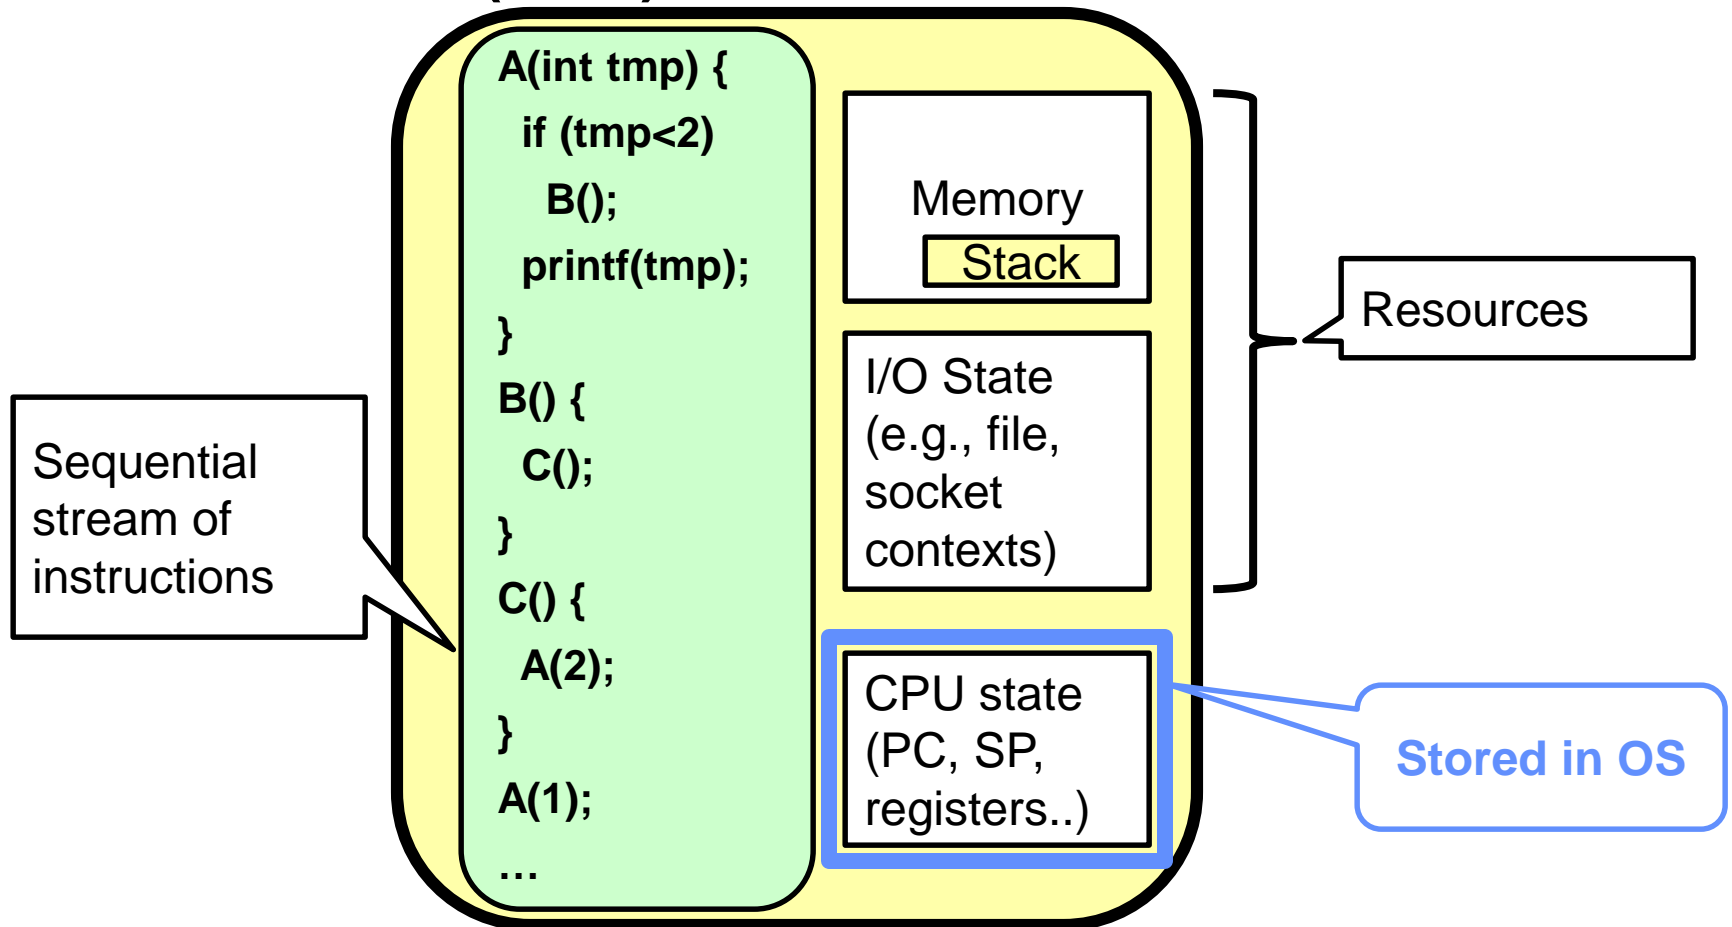 A(int tmp) {
if (tmp<2)
B();
printf(tmp);
}
B() {
C();
}
C() {
A(2);
}
A(1);
…
Memory
Stack
I/O State
(e.g., file,
socket
contexts)
CPU state
(PC, SP,
registers..)
Resources
Sequential
stream of
instructions
Stored in OS